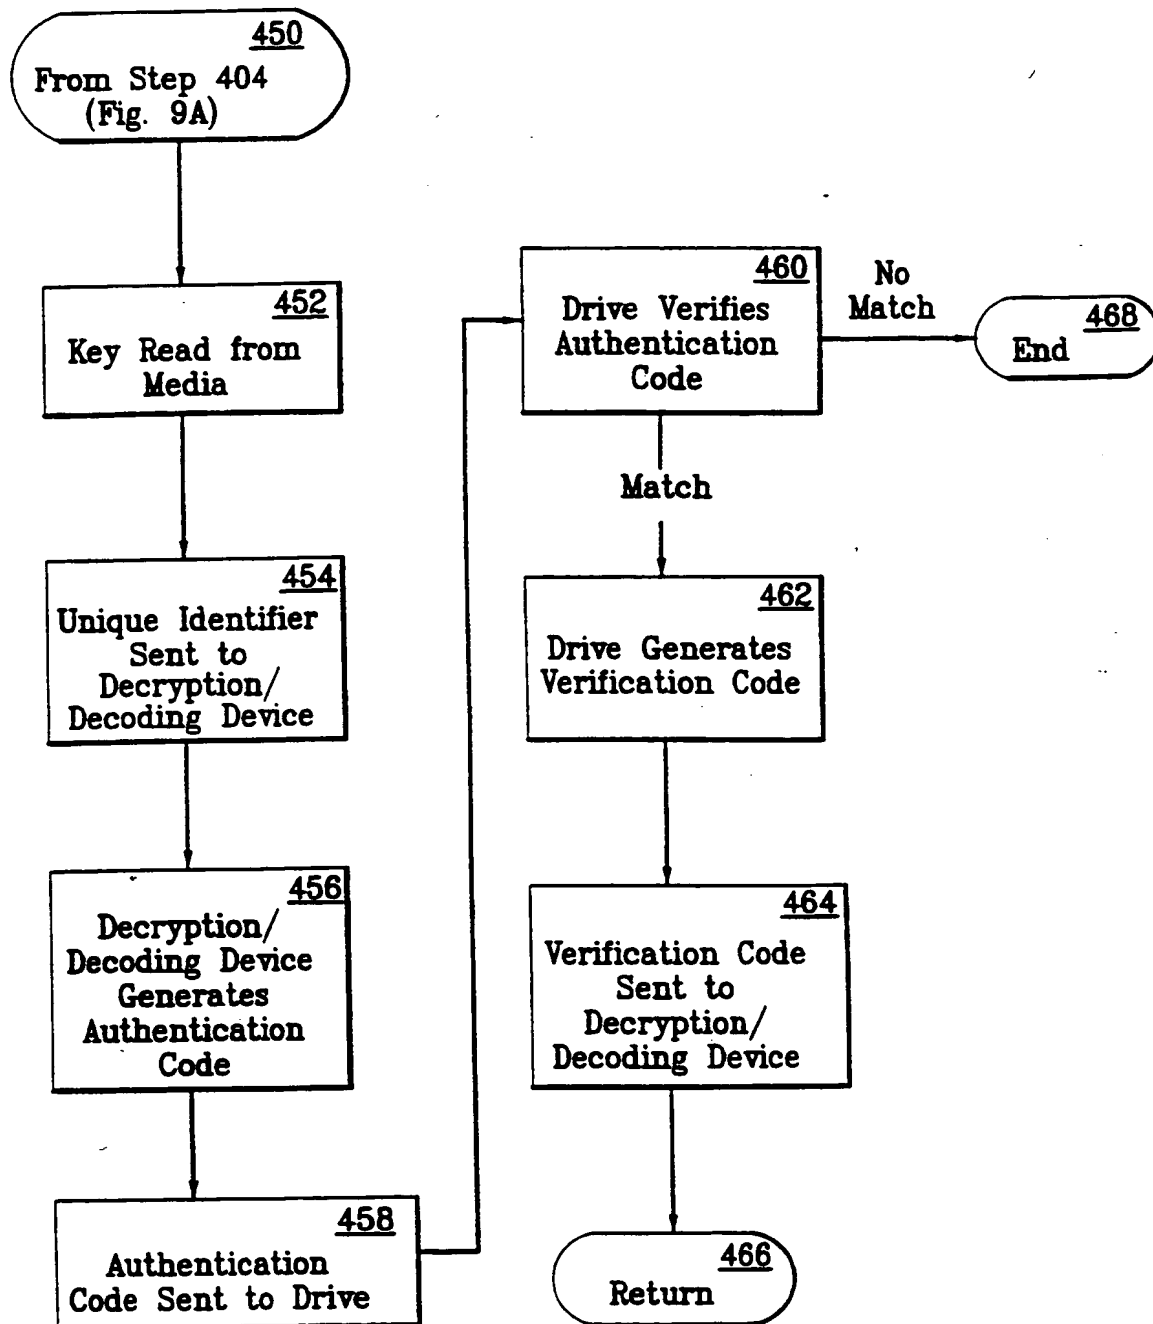 450
From Step 404
(Fig. 9A)
452
Key Read from
Media
454
Unique Identifier
Sent to
Decryption/
Decoding Device
456
Decryption/
Decoding Device
Generates
Authentication
Code
458
Authentication
Code Sent to Drive
460
Drive Verifies
Authentication
Code
No
Match
468
End
Match
462
Drive Generates
Verification Code
464
Verification Code
Sent to
Decryption/
Decoding Device
466
Return